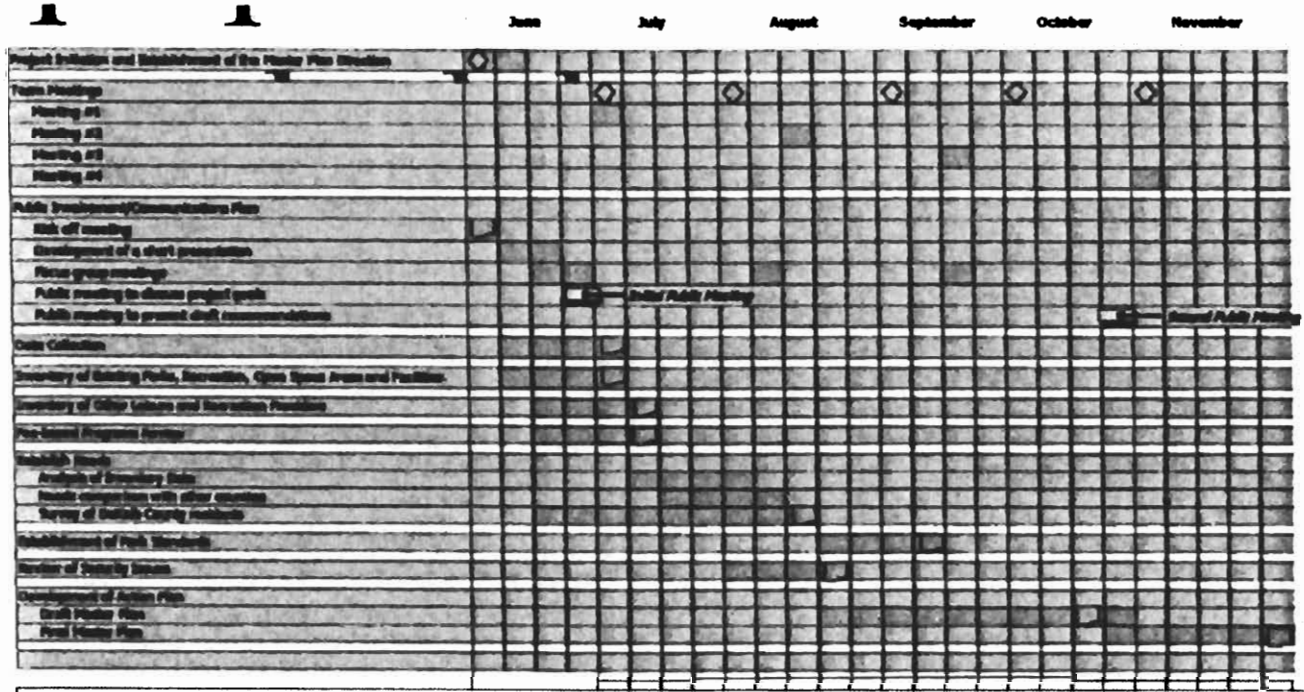 June July August September October November
Project Initiation and Establishment of the Master Plan Direction
Team Meetings
Meeting #1
Meeting #2
Meeting #3
Meeting #4
Public Involvement/Communications Plan
Kick off meeting
Development of a short presentation
Focus group meetings
Public meeting to discuss project goals
Initial Public Meeting
Public meeting to present draft recommendations
Second Public Meeting
Data Collection
Inventory of Existing Parks, Recreation, Open Space Areas and Facilities
Inventory of Other Leisure and Recreation Providers
Programs
Establish Needs
Analysis of Inventory Data
Needs comparison with other counties
Survey of County residents
Establishment of Park Standards
Review of Security Issues
Development of Action Plan
Draft Master Plan
Final Master Plan